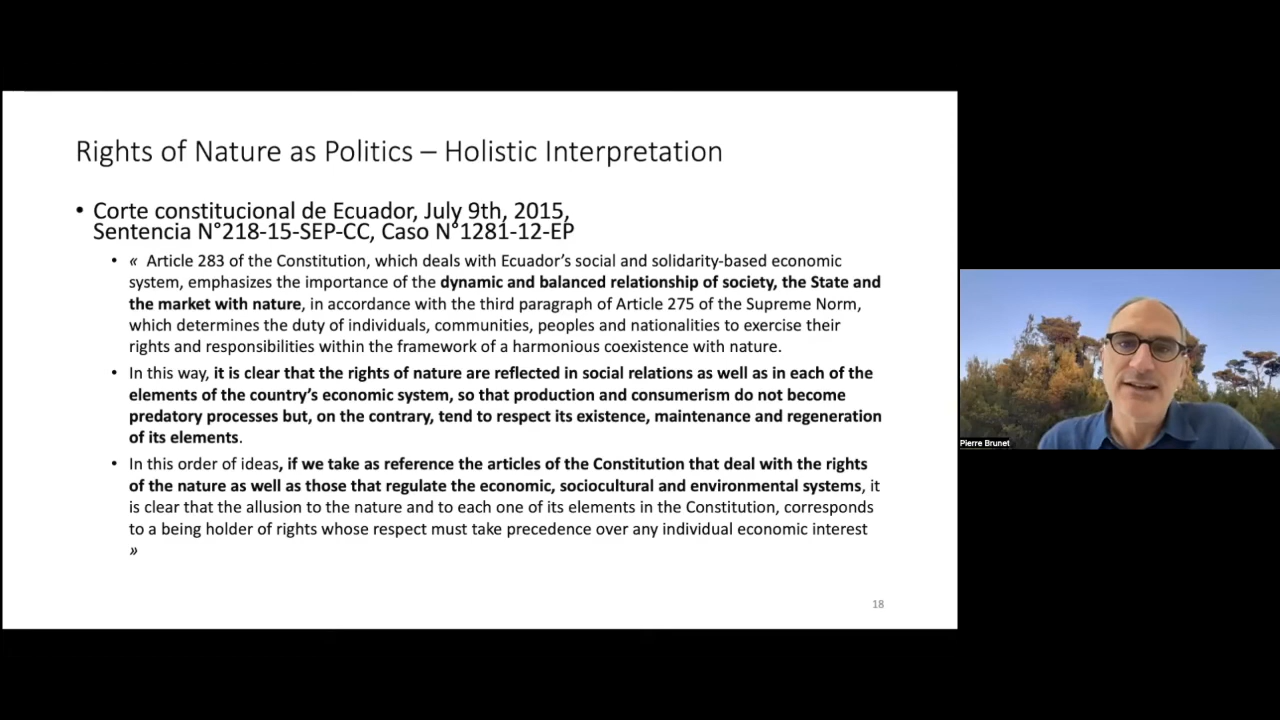 Rights of Nature as Politics – Holistic Interpretation
• Corte constitucional de Ecuador, July 9th, 2015,
Sentencia N°218-15-SEP-CC, Caso N°1281-12-EP
• « Article 283 of the Constitution, which deals with Ecuador’s social and solidarity-based economic
system, emphasizes the importance of the dynamic and balanced relationship of society, the State and
the market with nature, in accordance with the third paragraph of Article 275 of the Supreme Norm,
which determines the duty of individuals, communities, peoples and nationalities to exercise their
rights and responsibilities within the framework of a harmonious coexistence with nature.
• In this way, it is clear that the rights of nature are reflected in social relations as well as in each of the
elements of the country’s economic system, so that production and consumerism do not become
predatory processes but, on the contrary, tend to respect its existence, maintenance and regeneration
of its elements.
• In this order of ideas, if we take as reference the articles of the Constitution that deal with the rights
of the nature as well as those that regulate the economic, sociocultural and environmental systems, it
is clear that the allusion to the nature and to each one of its elements in the Constitution, corresponds
to a being holder of rights whose respect must take precedence over any individual economic interest
»
18
Pierre Brunet